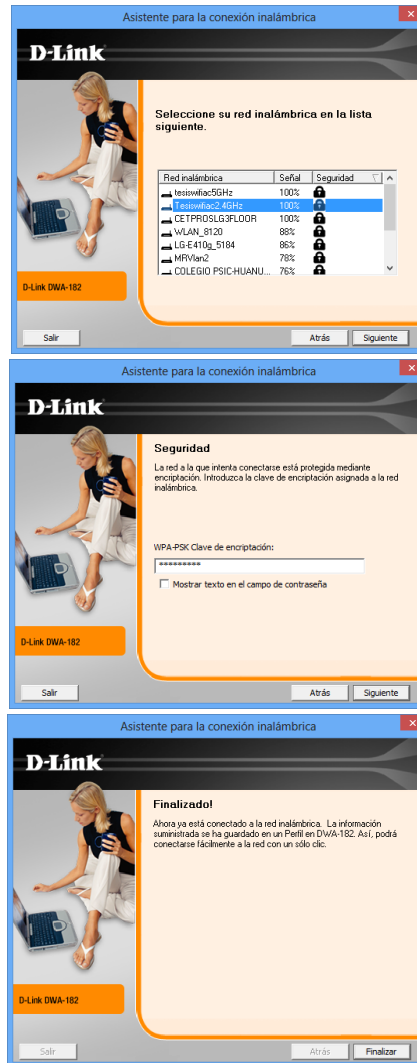 Asistente para la conexión inalámbrica
D-Link
Seleccione su red inalámbrica en la lista
siguiente.
Red inalámbrica Señal Seguridad
tesiswifiac5GHz 100%
Tesiswifiac2,4GHz 100%
CETPROSLG3FLOOR 100%
WLAN_8120 88%
LG-E410g_5184 86%
MRVlan2 78%
COLEGIO PSIC-HUANU... 76%
D-Link DWA-182
Salir Atrás Siguiente
Asistente para la conexión inalámbrica
D-Link
Seguridad
La red a la que intenta conectarse está protegida mediante
encriptación. Introduzca la clave de encriptación asignada a la red
inalámbrica.
WPA-PSK Clave de encriptación:
*********
Mostrar texto en el campo de contraseña
D-Link DWA-182
Salir Atrás Siguiente
Asistente para la conexión inalámbrica
D-Link
Finalizado!
Ahora ya está conectado a la red inalámbrica. La información
suministrada se ha guardado en un Perfil en DWA-182. Así, podrá
conectarse fácilmente a la red con un sólo clic.
D-Link DWA-182
Salir Atrás Finalizar